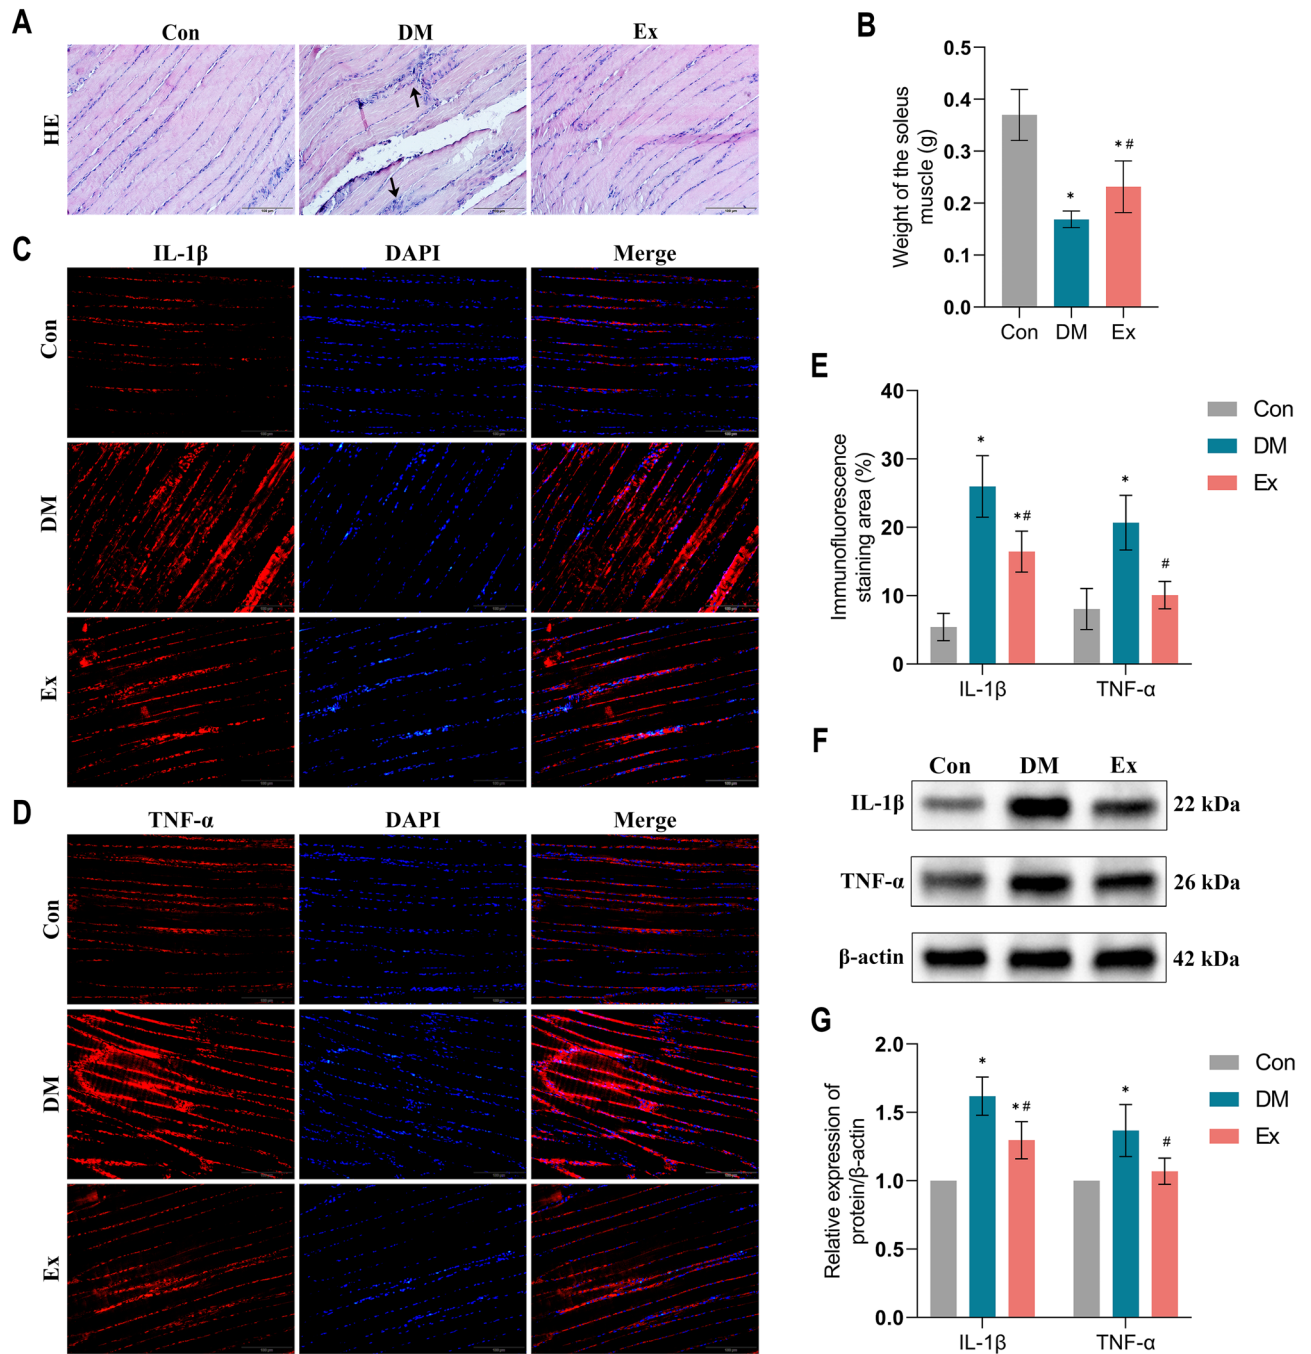 A
Con DM Ex
HE
B
Weight of the soleus
muscle (g)
0.5
0.4
0.3
0.2
0.1
0.0
*
* #
Con DM Ex
C
IL-1β DAPI Merge
Con
DM
Ex
D
TNF-α DAPI Merge
Con
DM
Ex
E
Immunofluorescence
staining area (%)
40
30
20
10
0
*
*#
*
#
IL-1β TNF-α
Con
DM
Ex
F
Con DM Ex
IL-1β 22 kDa
TNF-α 26 kDa
β-actin 42 kDa
G
Relative expression of
protein/β-actin
2.0
1.5
1.0
0.5
0.0
*
*#
*
#
IL-1β TNF-α
Con
DM
Ex